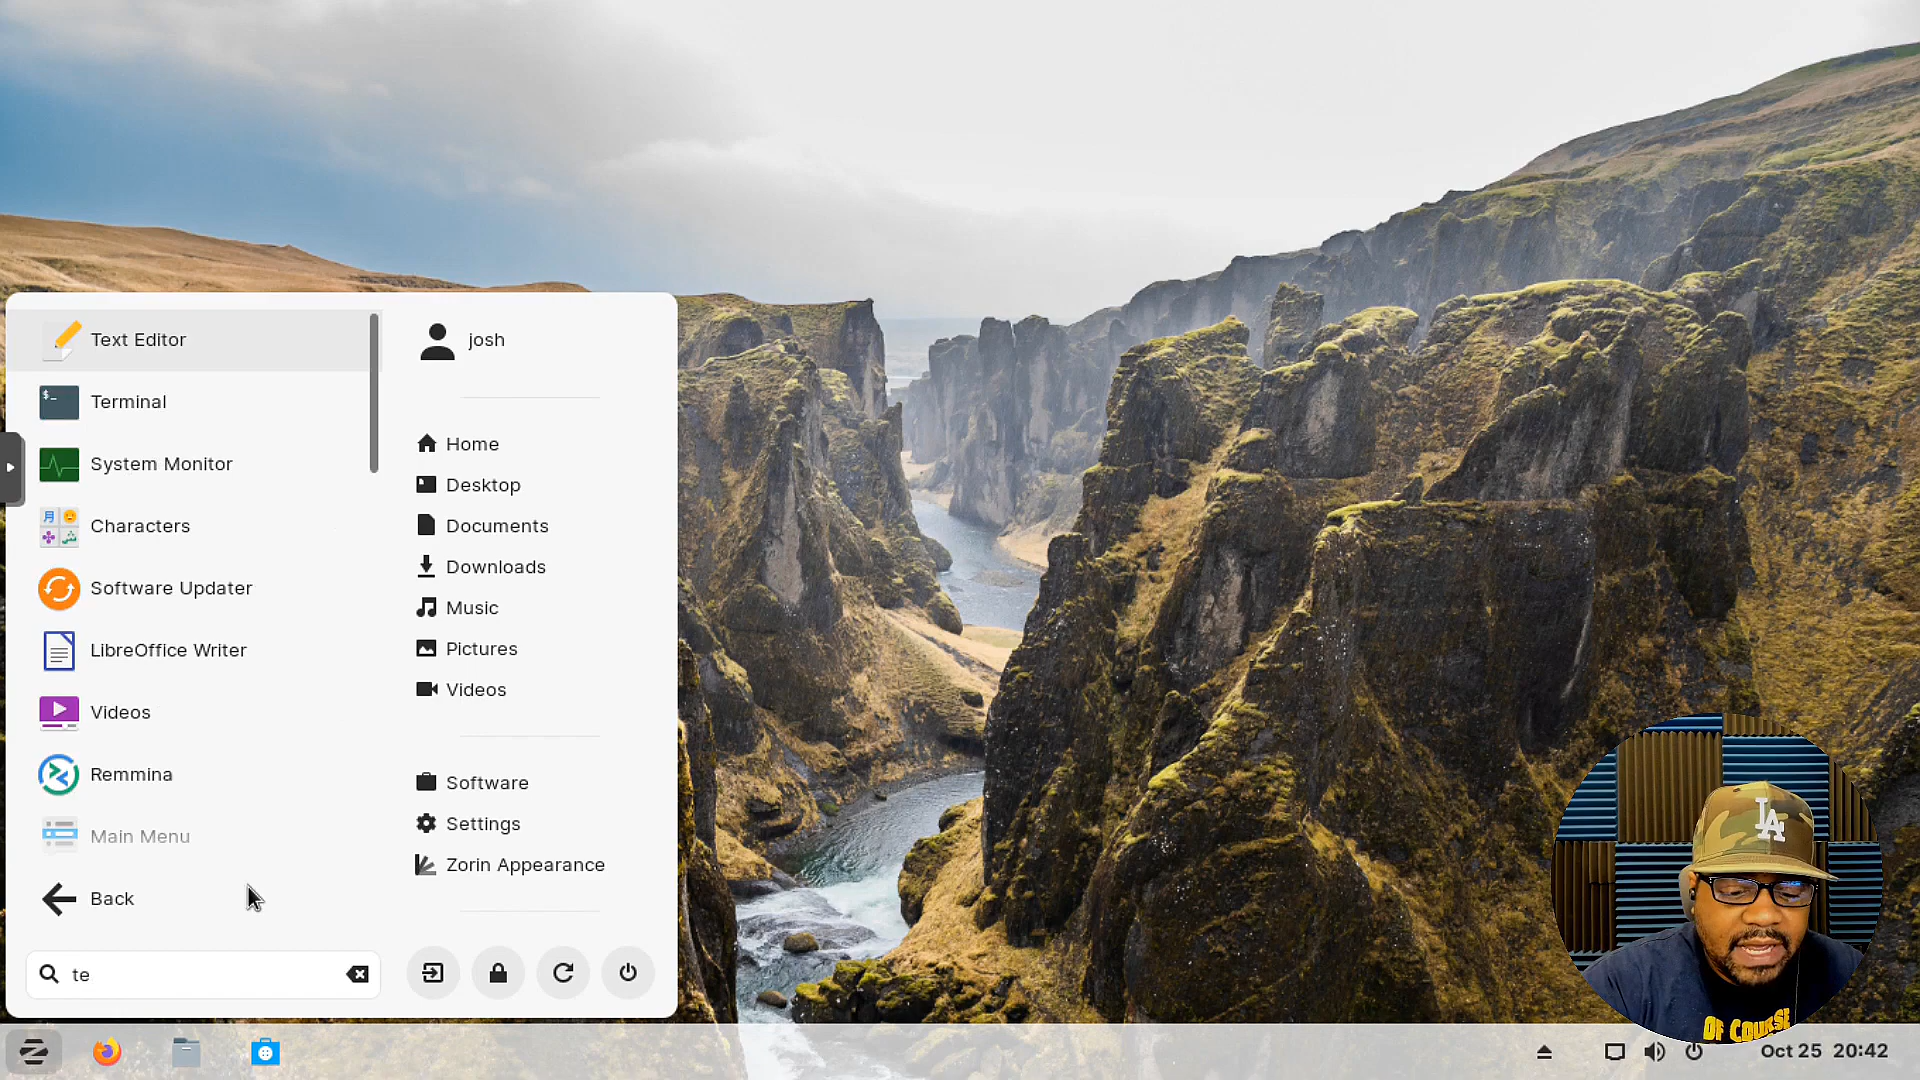 Text Editor
Terminal
System Monitor
Characters
Software Updater
LibreOffice Writer
Videos
Remmina
Main Menu
Back
te
josh
Home
Desktop
Documents
Downloads
Music
Pictures
Videos
Software
Settings
Zorin Appearance
LA
OF COURSE
Oct 25 20:42